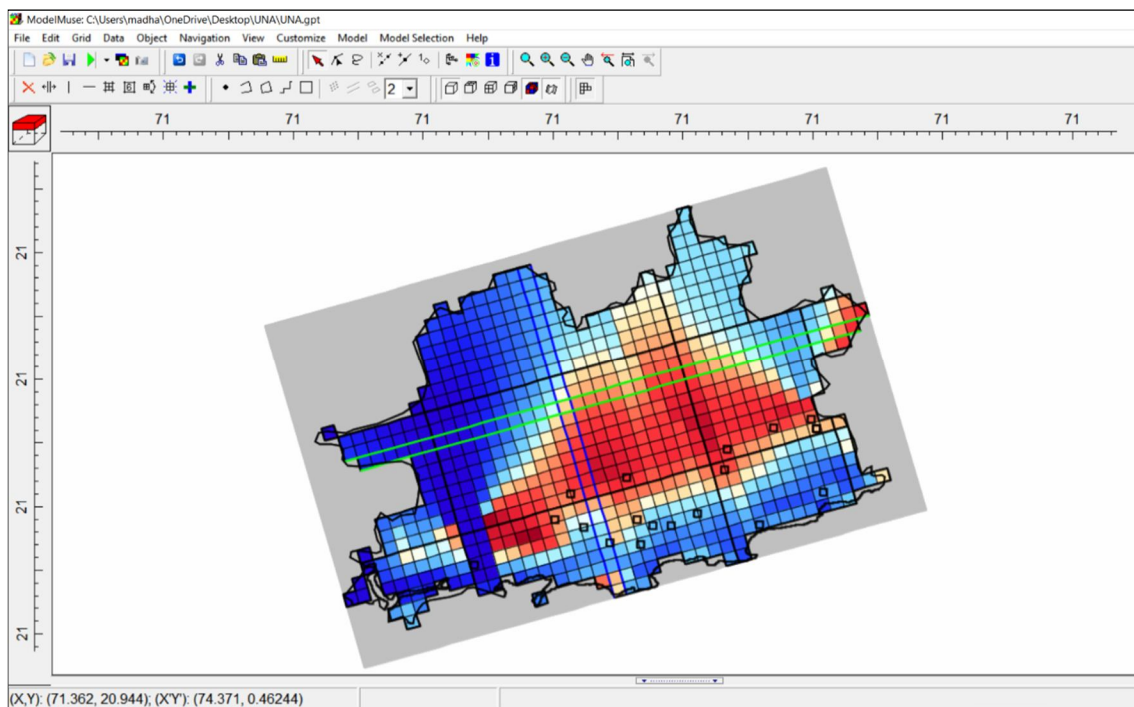 ModelMuse: C:\Users\madha\OneDrive\Desktop\UNA\UNA.gpt
File Edit Grid Data Object Navigation View Customize Model Model Selection Help
2
71 71 71 71 71 71 71 71
21
21
21
21
(X,Y): (71.362, 20.944); (X'Y'): (74.371, 0.46244)